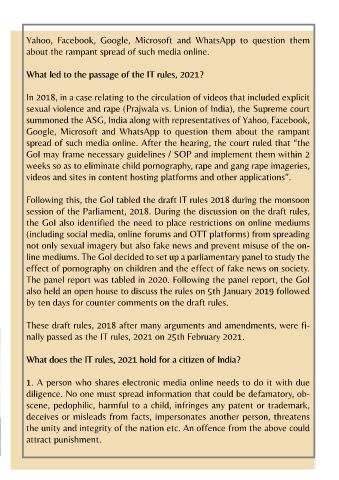 Yahoo, Facebook, Google, Microsoft and WhatsApp to question them
about the rampant spread of such media online.
What led to the passage of the IT rules, 2021?
In 2018, in a case relating to the circulation of videos that included explicit
sexual violence and rape (Prajwala vs. Union of India), the Supreme court
summoned the ASG, India along with representatives of Yahoo, Facebook,
Google, Microsoft and WhatsApp to question them about the rampant
spread of such media online. After the hearing, the court ruled that "the
GoI may frame necessary guidelines / SOP and implement them within 2
weeks so as to eliminate child pornography, rape and gang rape imageries,
videos and sites in content hosting platforms and other applications".
Following this, the GoI tabled the draft IT rules 2018 during the monsoon
session of the Parliament, 2018. During the discussion on the draft rules,
the GoI also identified the need to place restrictions on online mediums
(including social media, online forums and OTT platforms) from spreading
not only sexual imagery but also fake news and prevent misuse of the on-
line mediums. The GoI decided to set up a parliamentary panel to study the
effect of pornography on children and the effect of fake news on society.
The panel report was tabled in 2020. Following the panel report, the GoI
also held an open house to discuss the rules on 5th January 2019 followed
by ten days for counter comments on the draft rules.
These draft rules, 2018 after many arguments and amendments, were fi-
nally passed as the IT rules, 2021 on 25th February 2021.
What does the IT rules, 2021 hold for a citizen of India?
1. A person who shares electronic media online needs to do it with due
diligence. No one must spread information that could be defamatory, ob-
scene, pedophilic, harmful to a child, infringes any patent or trademark,
deceives or misleads from facts, impersonates another person, threatens
the unity and integrity of the nation etc. An offence from the above could
attract punishment.